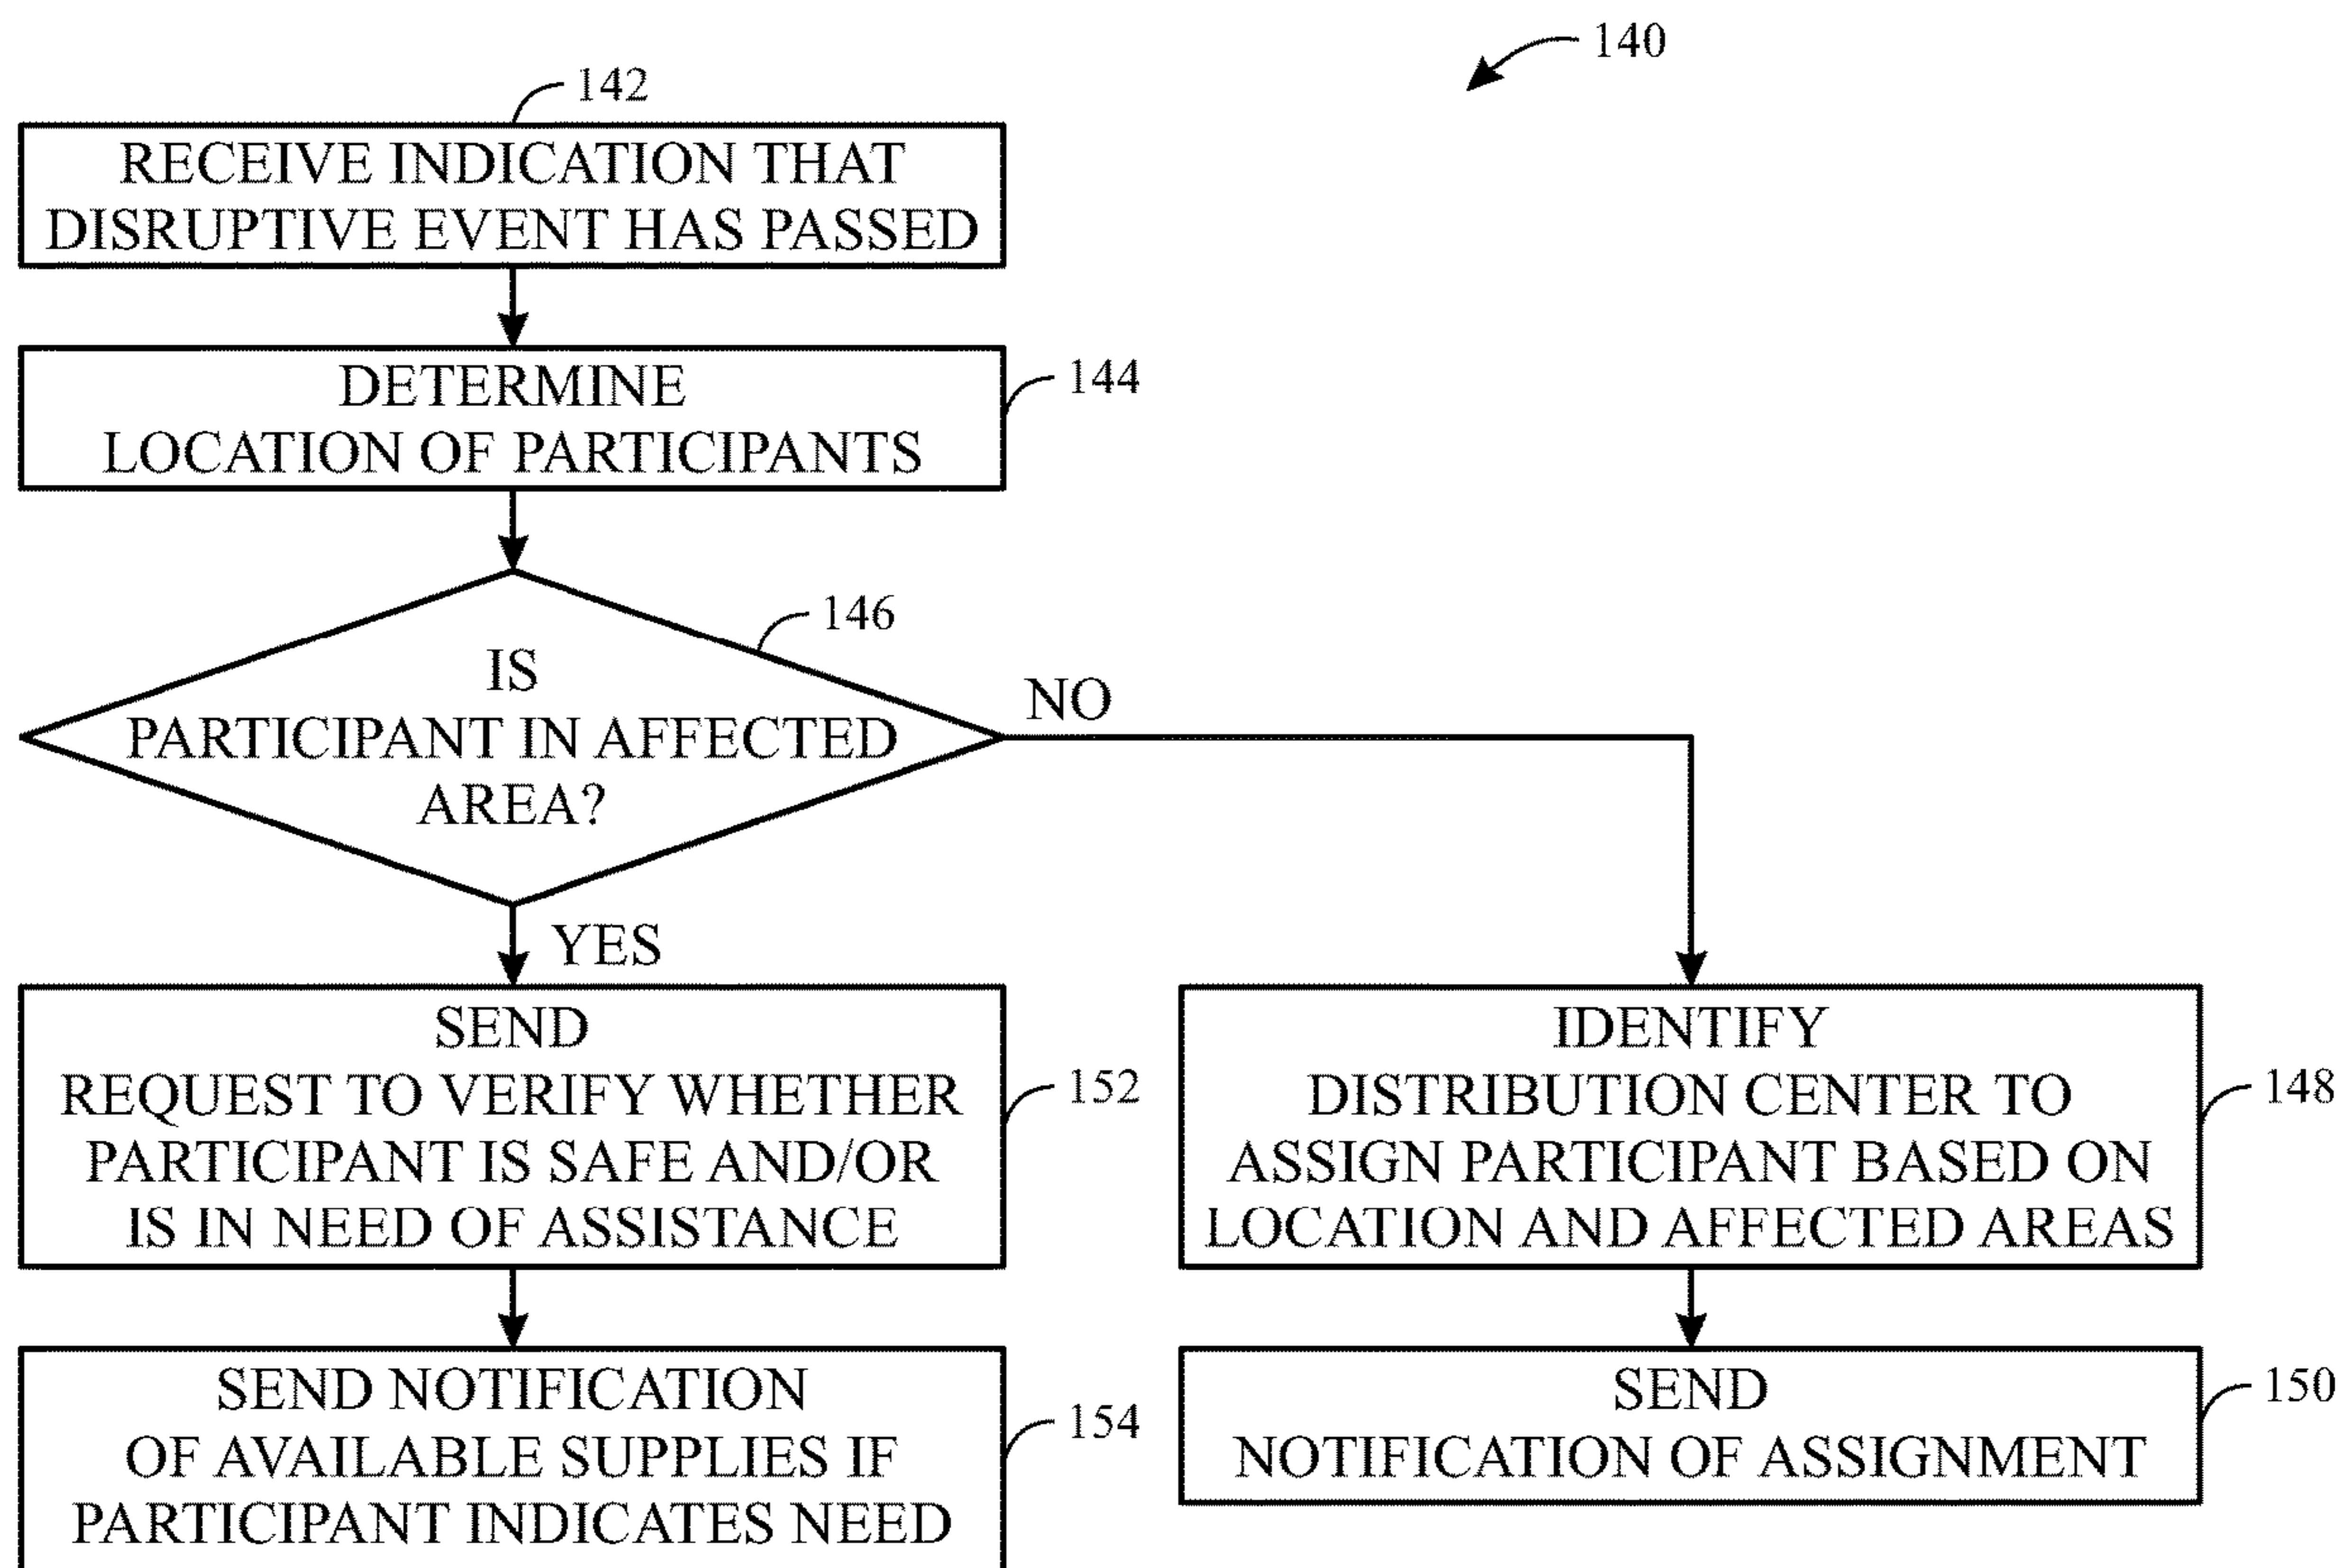 140
142
RECEIVE INDICATION THAT
DISRUPTIVE EVENT HAS PASSED
DETERMINE
LOCATION OF PARTICIPANTS
144
146
IS
PARTICIPANT IN AFFECTED
AREA?
NO
YES
SEND
REQUEST TO VERIFY WHETHER
PARTICIPANT IS SAFE AND/OR
IS IN NEED OF ASSISTANCE
152
IDENTIFY
DISTRIBUTION CENTER TO
ASSIGN PARTICIPANT BASED ON
LOCATION AND AFFECTED AREAS
148
SEND NOTIFICATION
OF AVAILABLE SUPPLIES IF
PARTICIPANT INDICATES NEED
154
SEND
NOTIFICATION OF ASSIGNMENT
150